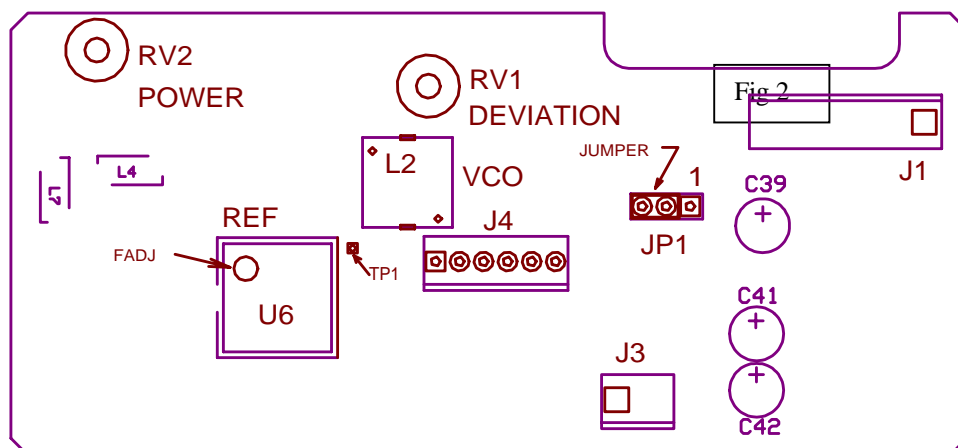 RV2
POWER
RV1
DEVIATION
Fig 2
JUMPER
1
J1
L2
VCO
C39
L4
L7
REF
J4
JP1
FADJ
TP1
U6
C41
J3
C42